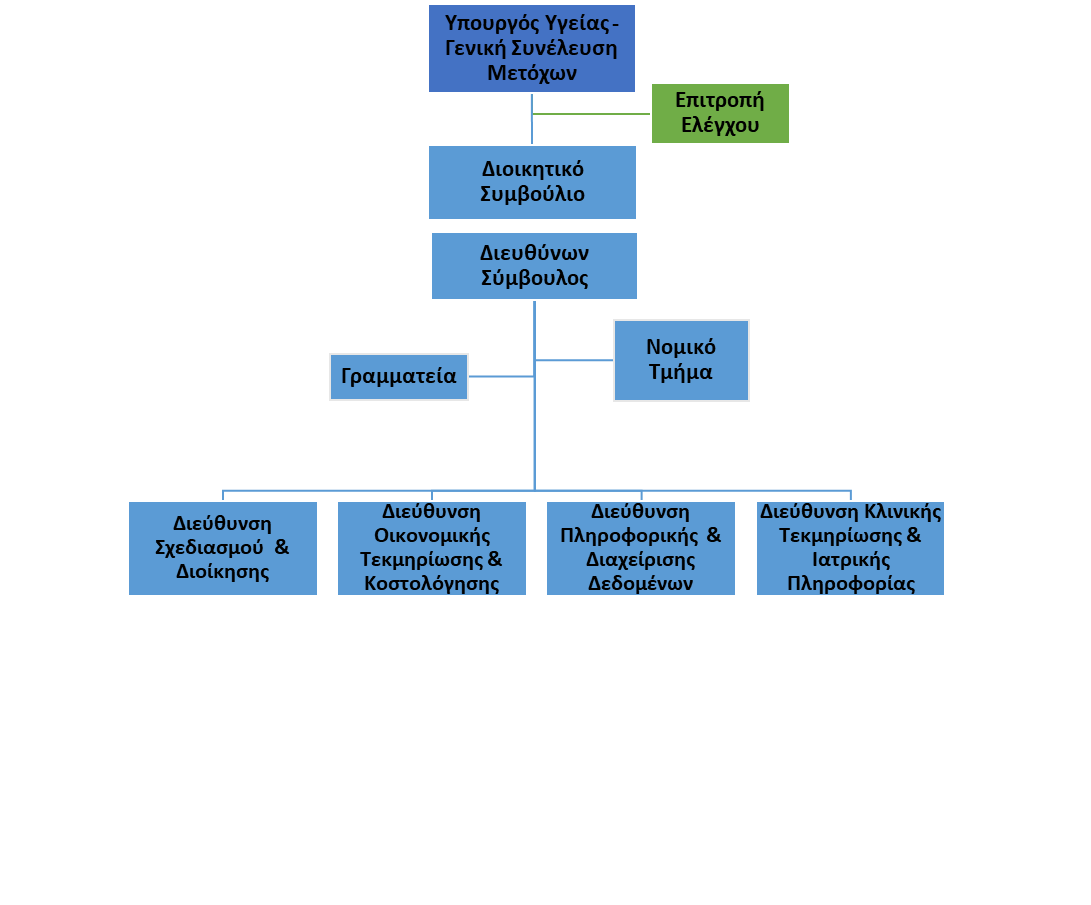 Υπουργός Υγείας -
Γενική Συνέλευση
Μετόχων
Επιτροπή
Ελέγχου
Διοικητικό
Συμβούλιο
Διευθύνων
Σύμβουλος
Νομικό
Τμήμα
Γραμματεία
Διεύθυνση
Σχεδιασμού &
Διοίκησης
Διεύθυνση
Οικονομικής
Τεκμηρίωσης &
Κοστολόγησης
Διεύθυνση
Πληροφορικής &
Διαχείρισης
Δεδομένων
Διεύθυνση Κλινικής
Τεκμηρίωσης &
Ιατρικής
Πληροφορίας